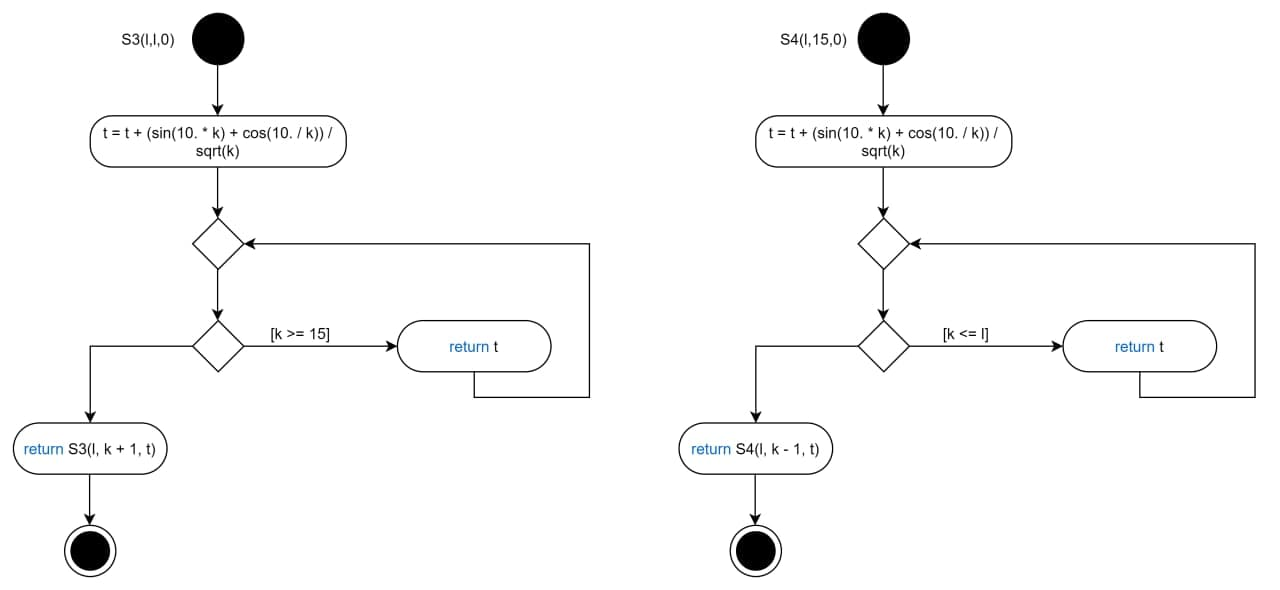 S3(l,l,0)
t = t + (sin(10. * k) + cos(10. / k)) /
sqrt(k)
[k >= 15]
return t
return S3(l, k + 1, t)
S4(l,15,0)
t = t + (sin(10. * k) + cos(10. / k)) /
sqrt(k)
[k <= l]
return t
return S4(l, k - 1, t)